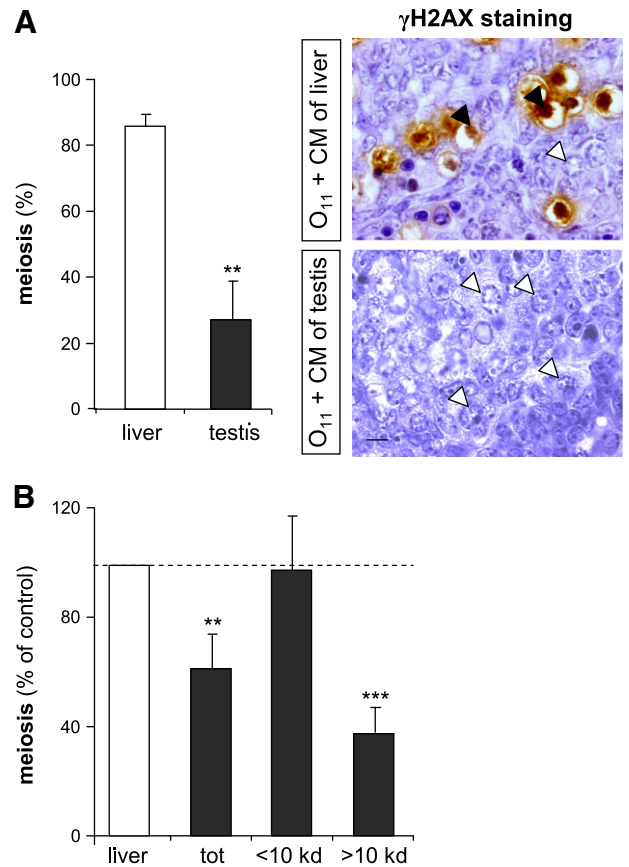 A
γH2AX staining
100
80
60
40
20
0
meiosis (%)
**
liver
testis
O₁₁ + CM of liver
O₁₁ + CM of testis
B
120
80
40
0
meiosis (% of control)
**
***
liver
tot
<10 kd
>10 kd